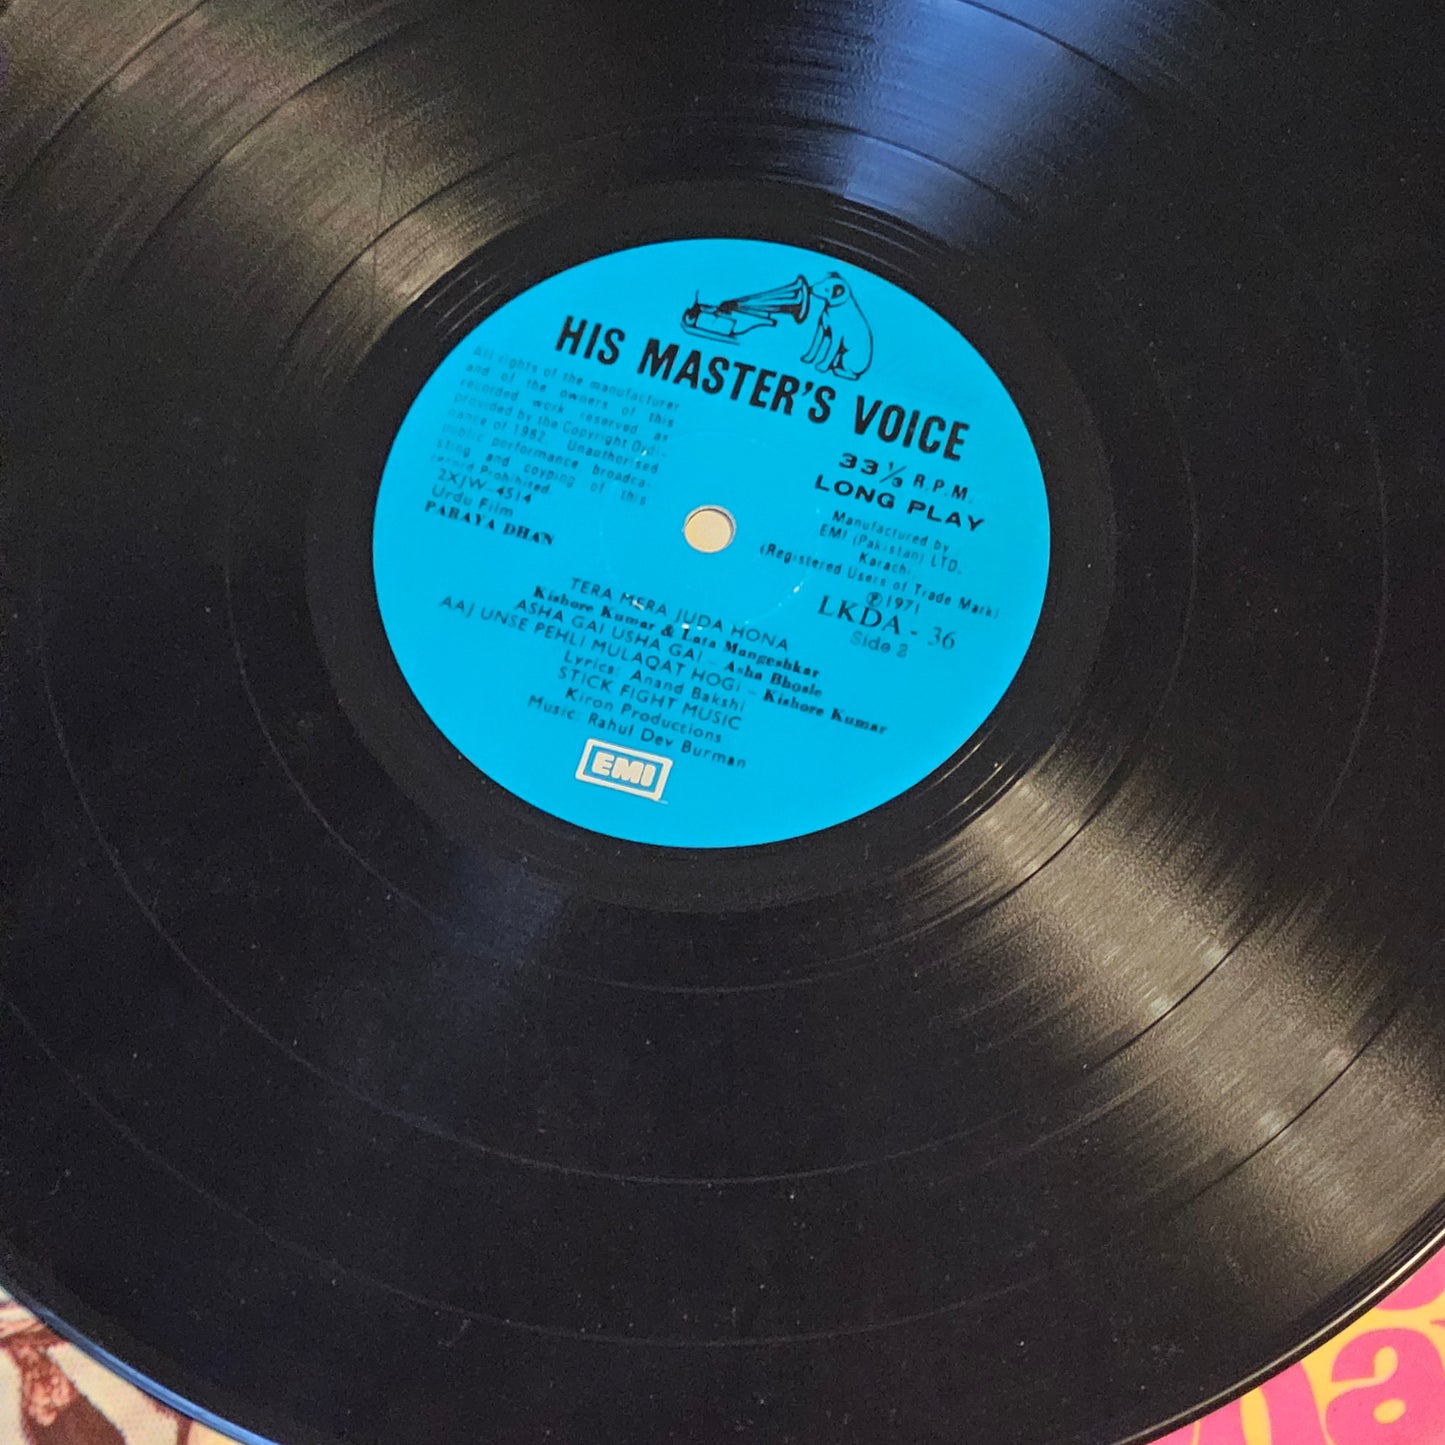 HIS MASTER'S VOICE
All rights of the manufacturer
and of the owners of this
recorded work reserved as
provided by the Copyright Ordi-
nance of 1962. Unauthorised
public performance broadca-
sting and coyping of this
record Prohibited.
2XJW-4514
Urdu Film
PARAYA DHAN
33⅓ R.P.M.
LONG PLAY
Manufactured by
EMI (Pakistan) LTD.
Karachi.
(Registered Users of Trade Mark)
℗1971
LKDA - 36
Side 2
TERA MERA JUDA HONA
Kishore Kumar & Lata Mangeshkar
ASHA GAI USHA GAI - Asha Bhosle
AAJ UNSE PEHLI MULAQAT HOGI - Kishore Kumar
Lyrics: Anand Bakshi
STICK FIGHT MUSIC
Kiron Productions
Music: Rahul Dev Burman
EMI